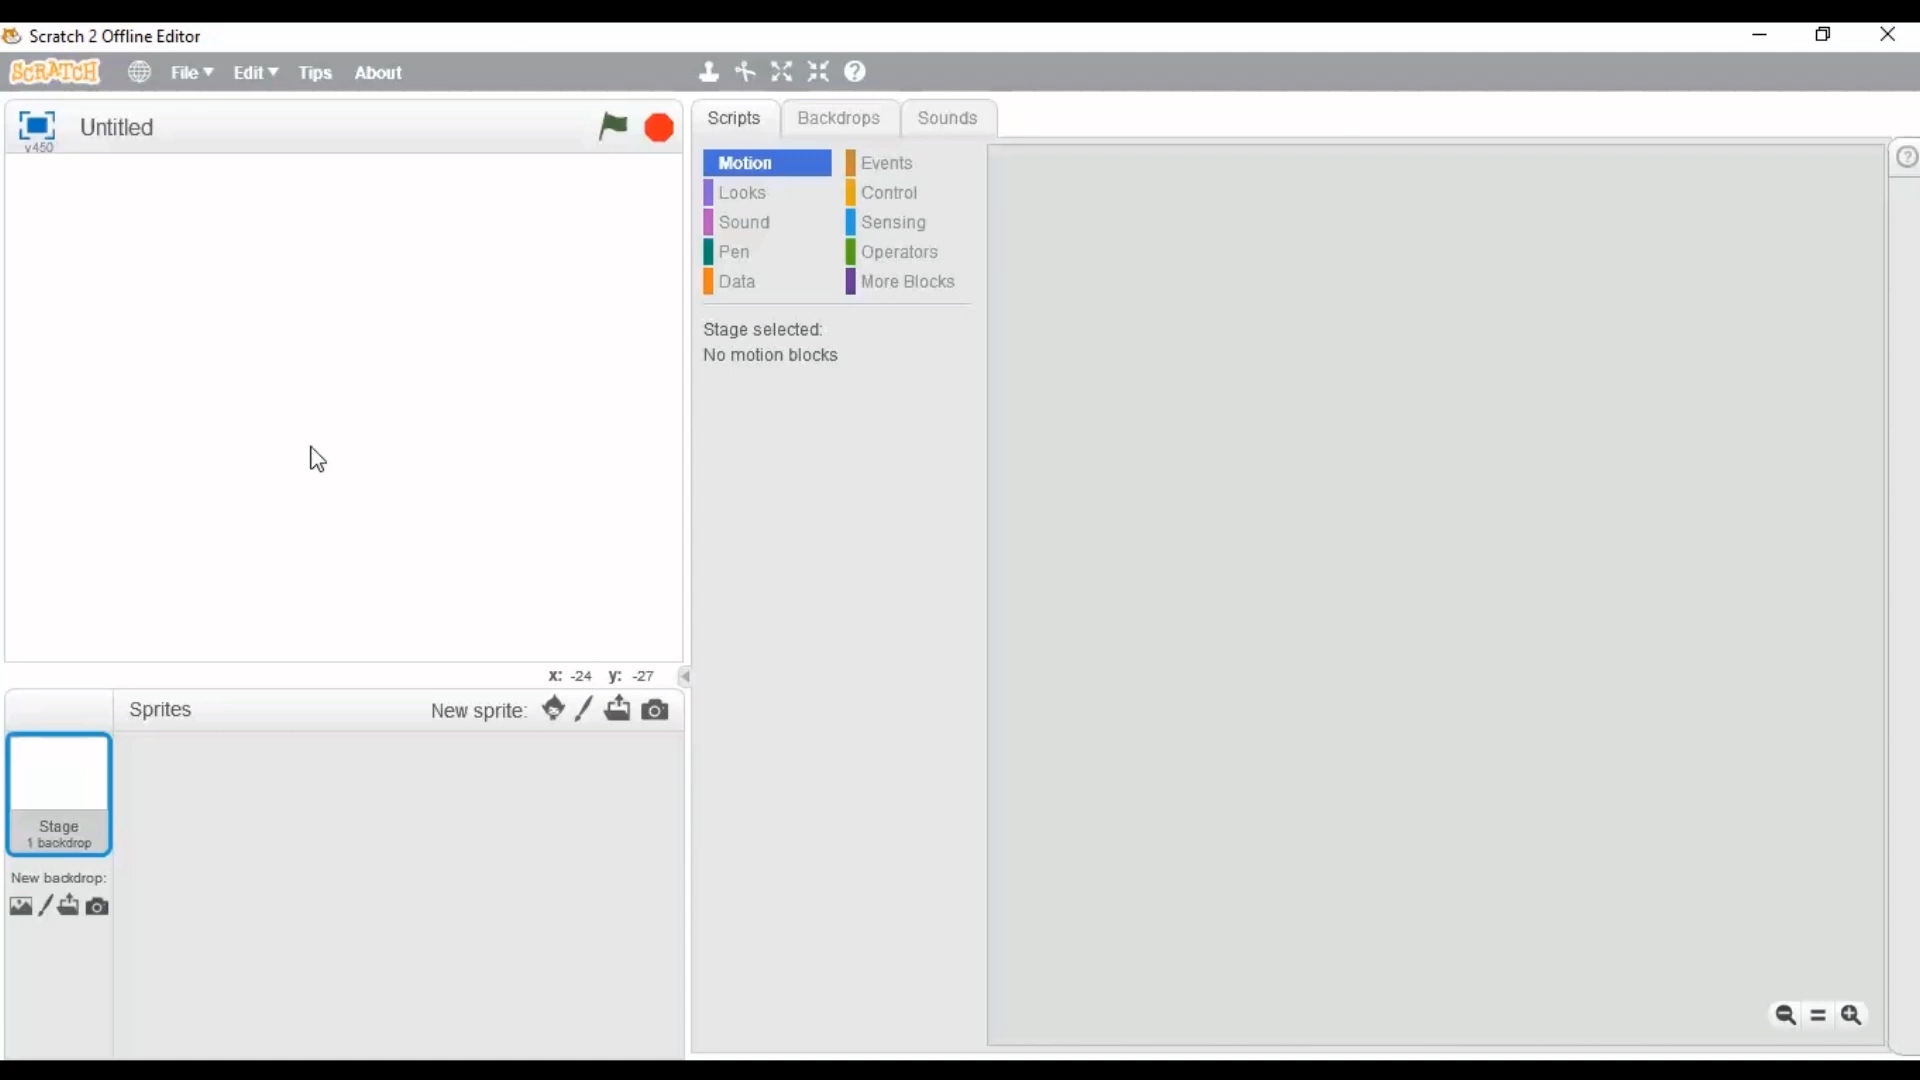 Scratch 2 Offline Editor
SCRATCH File Edit Tips About
v450 Untitled
Scripts Backdrops Sounds
Motion Events
Looks Control
Sound Sensing
Pen Operators
Data More Blocks
Stage selected:
No motion blocks
x: -24 y: -27
Sprites New sprite:
Stage
1 backdrop
New backdrop: